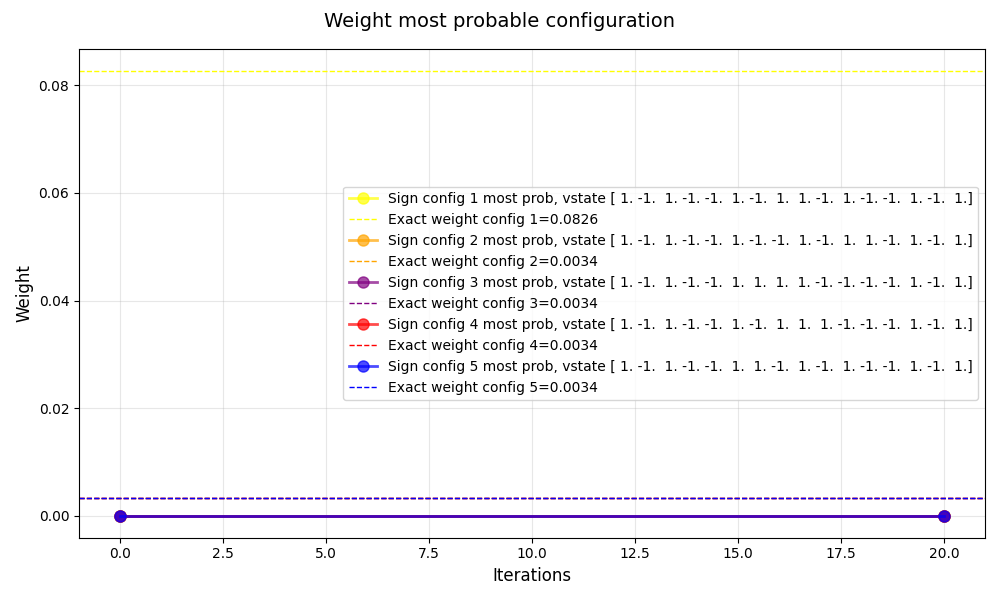 Weight most probable configuration
Weight
0.08
0.06
0.04
0.02
0.00
Sign config 1 most prob, vstate [ 1. -1.  1. -1. -1.  1. -1.  1.  1. -1.  1. -1. -1.  1. -1.  1.]
Exact weight config 1=0.0826
Sign config 2 most prob, vstate [ 1. -1.  1. -1. -1.  1. -1. -1.  1. -1.  1.  1. -1.  1. -1.  1.]
Exact weight config 2=0.0034
Sign config 3 most prob, vstate [ 1. -1.  1. -1.  1.  1.  1.  1. -1. -1. -1. -1.  1. -1.  1.]
Exact weight config 3=0.0034
Sign config 4 most prob, vstate [ 1. -1.  1. -1. -1.  1. -1.  1.  1.  1. -1. -1. -1.  1. -1.  1.]
Exact weight config 4=0.0034
Sign config 5 most prob, vstate [ 1. -1.  1. -1. -1.  1.  1. -1.  1. -1.  1. -1. -1.  1. -1.  1.]
Exact weight config 5=0.0034
0.0 2.5 5.0 7.5 10.0 12.5 15.0 17.5 20.0
Iterations